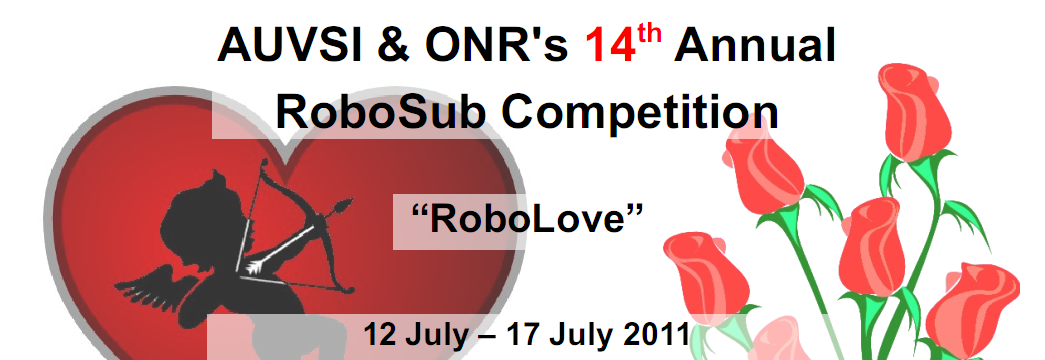 AUVSI & ONR's 14th Annual
RoboSub Competition
“RoboLove”
12 July – 17 July 2011